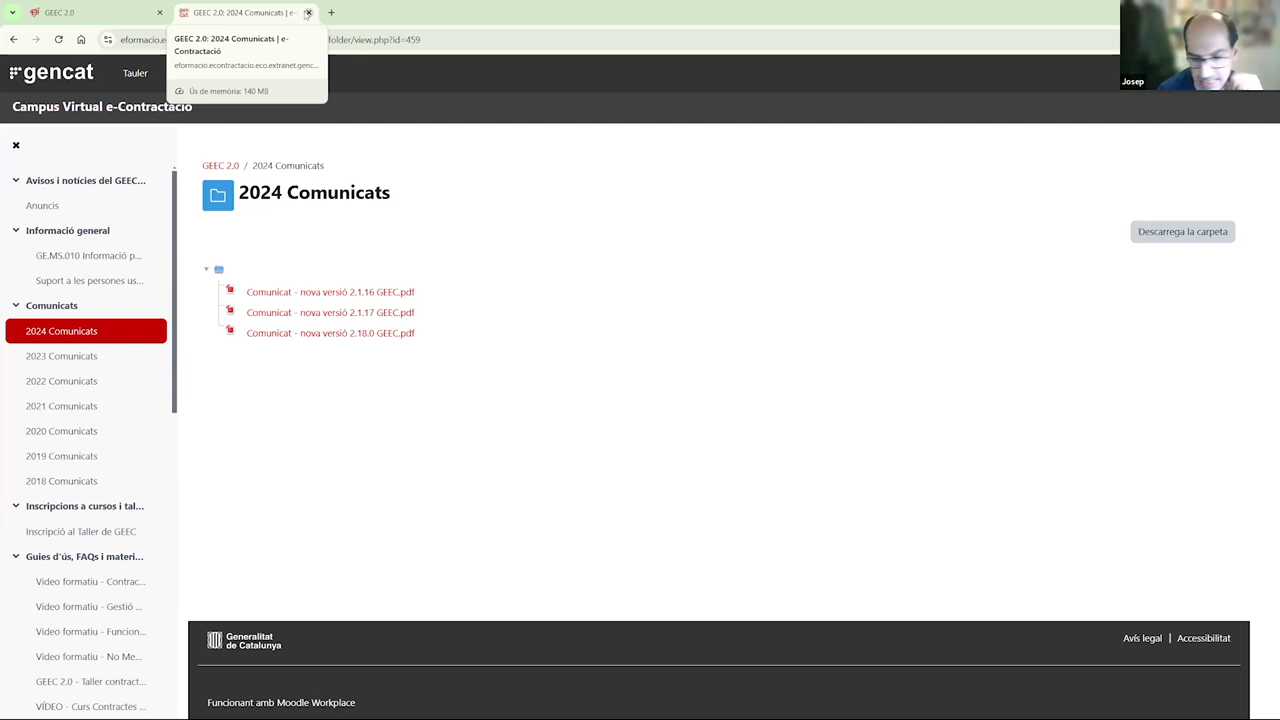 GEEC 2.0
GEEC 2.0: 2024 Comunicats | e-
GEEC 2.0: 2024 Comunicats | e-
Contractació
eformacio.econtractacio.eco.extranet.genc...
Ús de memòria: 140 MB
eformacio.e
folder/view.php?id=459
gencat
Tauler
Josep
Campus Virtual e-Contractació
Avisos i notícies del GEEC...
Anuncis
Informació general
GE.MS.010 Informació p...
Suport a les persones us...
Comunicats
2024 Comunicats
2023 Comunicats
2022 Comunicats
2021 Comunicats
2020 Comunicats
2019 Comunicats
2018 Comunicats
Inscripcions a cursos i tal...
Inscripció al Taller de GEEC
Guies d'ús, FAQs i materi...
Video formatiu - Contrac...
Video formatiu - Gestió ...
Video formatiu - Funcion...
Video formatiu - No Me...
GEEC 2.0 - Taller contract...
VÍDEO - Curs Contractes ...
GEEC 2.0 / 2024 Comunicats
2024 Comunicats
Descarrega la carpeta
Comunicat - nova versió 2.1.16 GEEC.pdf
Comunicat - nova versió 2.1.17 GEEC.pdf
Comunicat - nova versió 2.18.0 GEEC.pdf
Generalitat
de Catalunya
Avís legal | Accessibilitat
Funcionant amb Moodle Workplace